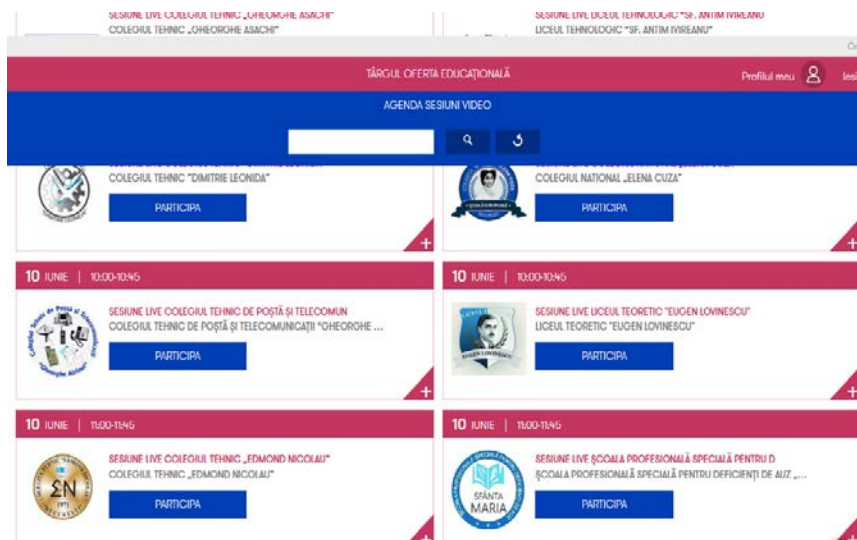 SESIUNE LIVE COLEGIUL TEHNIC „GHEORGHE ASACHI"
COLEGIUL TEHNIC „GHEORGHE ASACHI"
SESIUNE LIVE LICEUL TEHNOLOGIC "SF. ANTIM IVIREANU
LICEUL TEHNOLOGIC "SF. ANTIM IVIREANU"
TÂRGUL OFERTA EDUCAȚIONALĂ
Profilul meu
AGENDA SESIUNI VIDEO
COLEGIUL TEHNIC "DIMITRIE LEONIDA"
PARTICIPA
+
COLEGIUL NATIONAL „ELENA CUZA"
PARTICIPA
+
10 IUNIE | 10:00-10:45
SESIUNE LIVE COLEGIUL TEHNIC DE POȘTĂ ȘI TELECOMUN
COLEGIUL TEHNIC DE POȘTĂ ȘI TELECOMUNICAȚII "GHEORGHE ...
PARTICIPA
+
10 IUNIE | 10:00-10:45
SESIUNE LIVE LICEUL TEORETIC "EUGEN LOVINESCU"
LICEUL TEORETIC "EUGEN LOVINESCU"
EUGEN LOVINESCU
PARTICIPA
+
10 IUNIE | 11:00-11:45
SESIUNE LIVE COLEGIUL TEHNIC „EDMOND NICOLAU"
COLEGIUL TEHNIC „EDMOND NICOLAU"
ΣN
1971
PARTICIPA
10 IUNIE | 11:00-11:45
SESIUNE LIVE ȘCOALA PROFESIONALĂ SPECIALĂ PENTRU D
ȘCOALA PROFESIONALĂ SPECIALĂ PENTRU DEFICIENȚI DE AUZ „...
SFÂNTA
MARIA
PARTICIPA